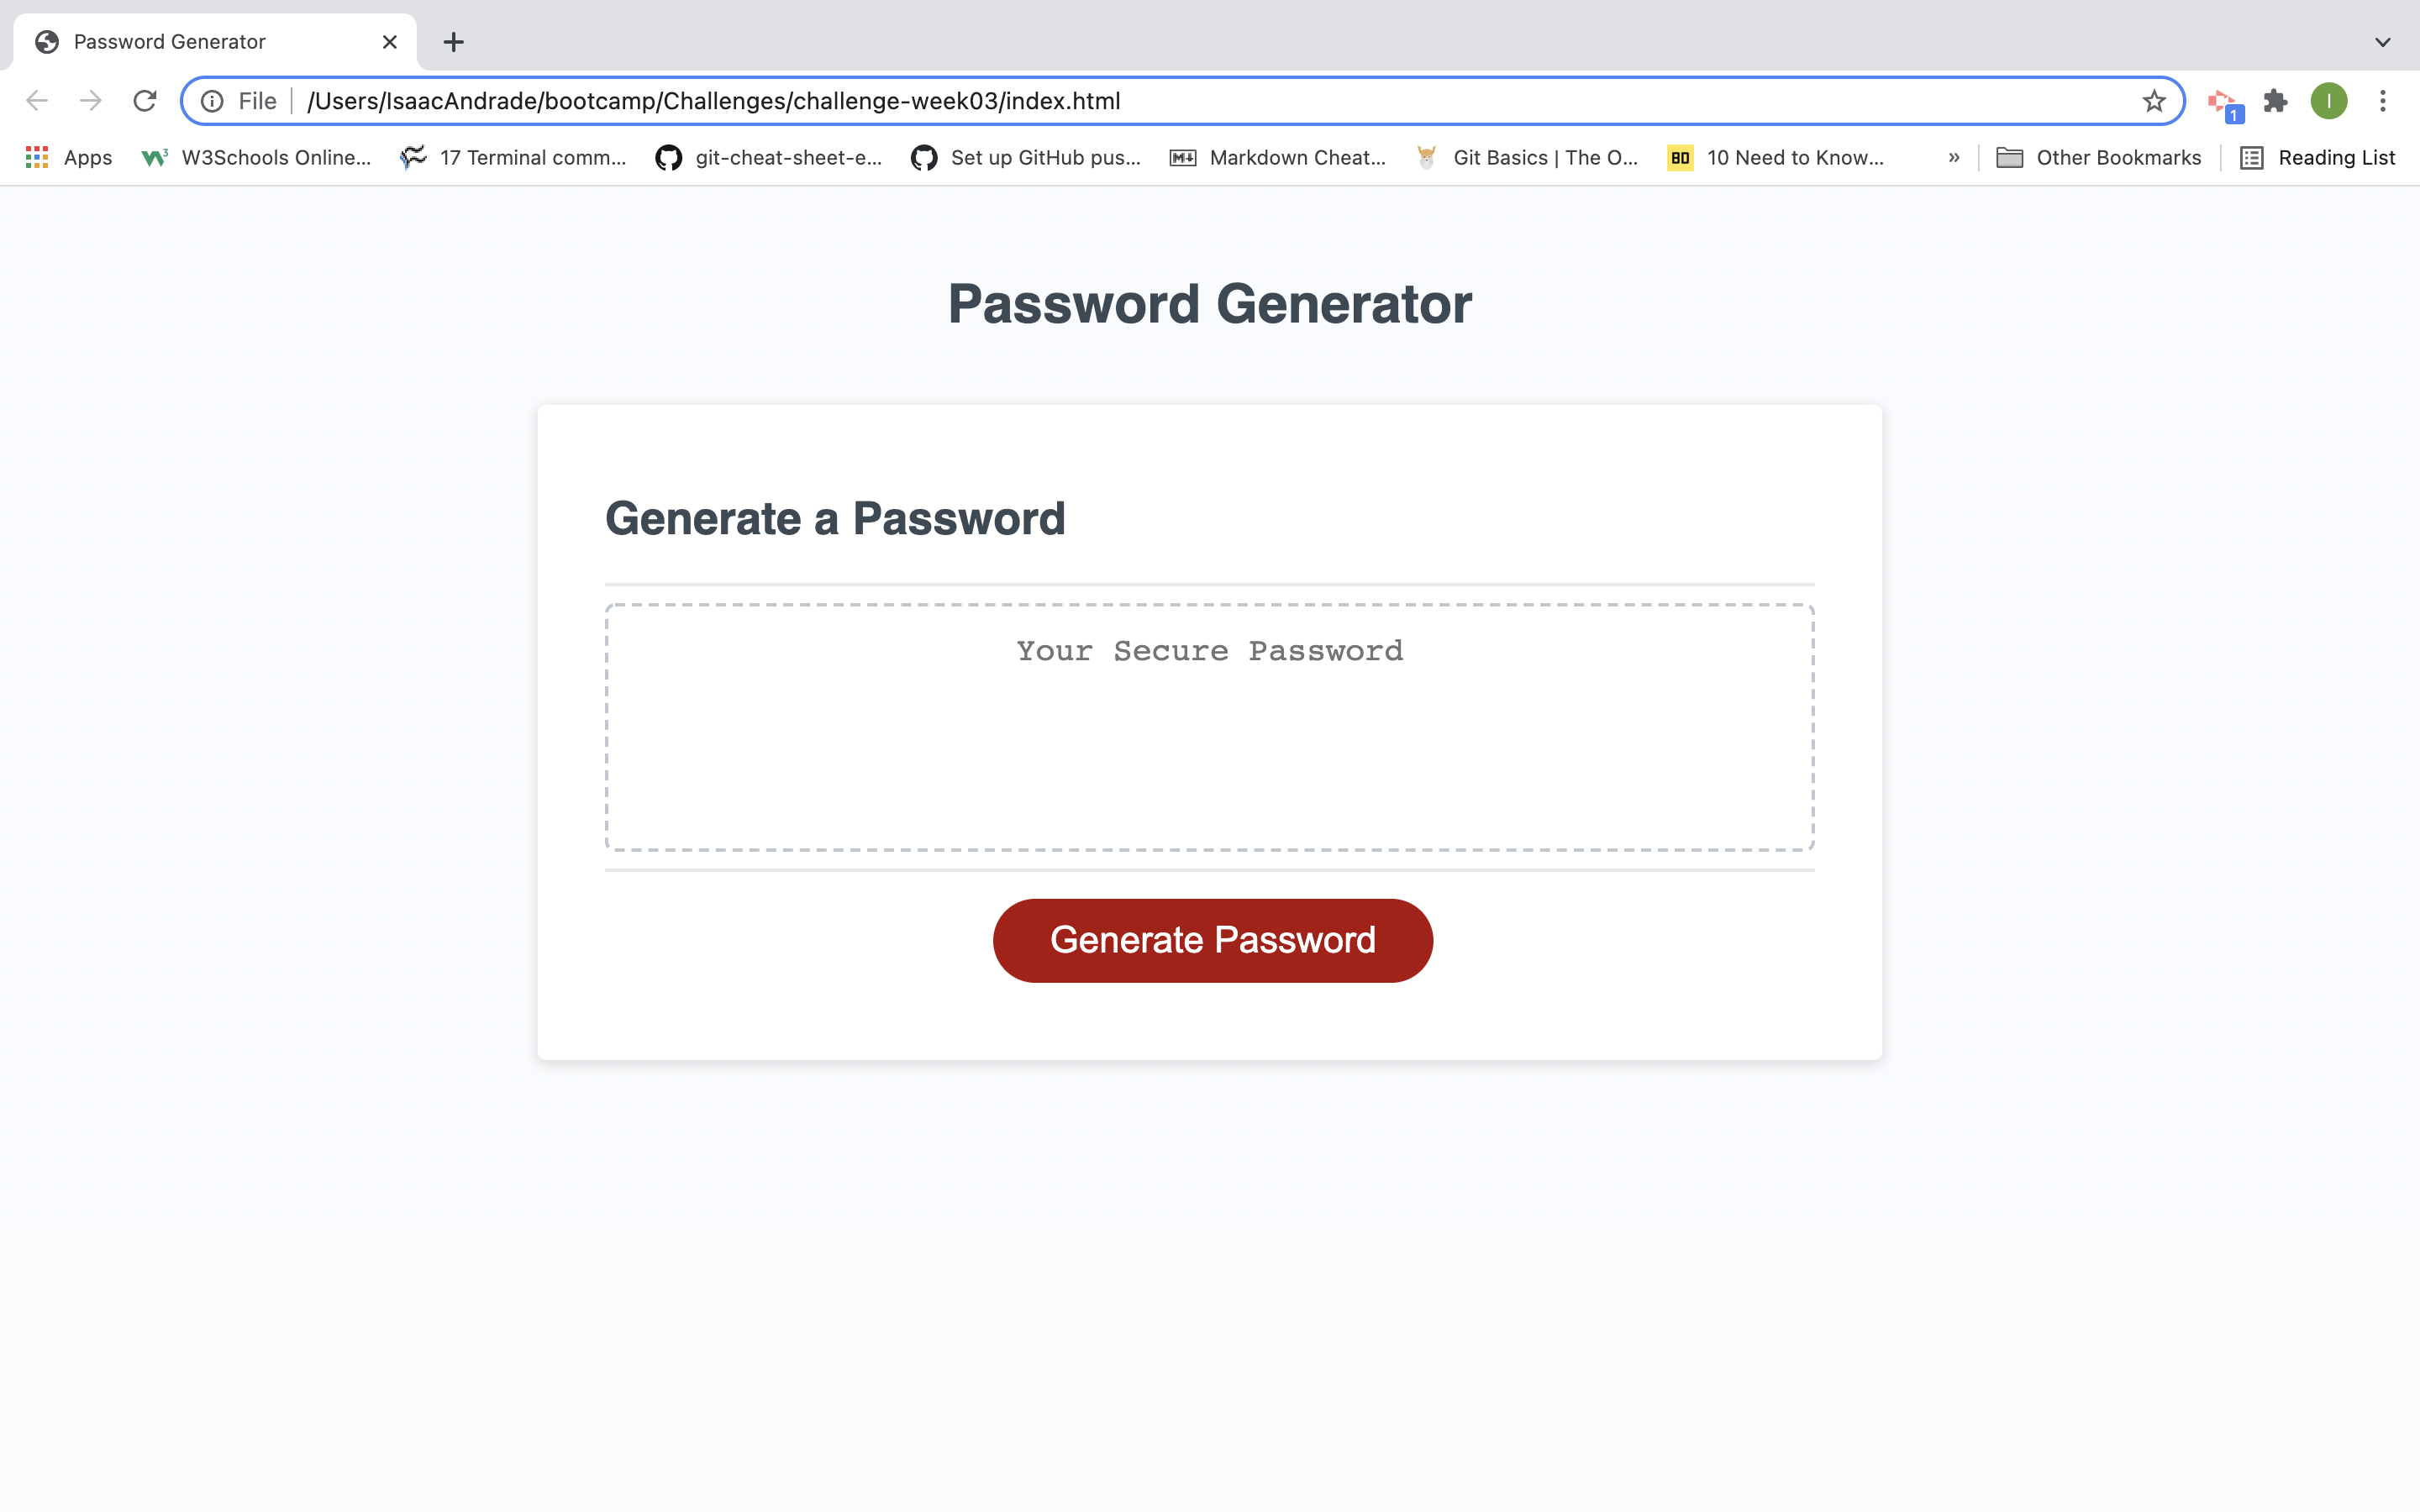 Password Generator
File /Users/IsaacAndrade/bootcamp/Challenges/challenge-week03/index.html 1 I
Apps W3Schools Online... 17 Terminal comm... git-cheat-sheet-e... Set up GitHub pus... Markdown Cheat... Git Basics | The O... BO 10 Need to Know... » Other Bookmarks Reading List
Password Generator
Generate a Password
Your Secure Password
Generate Password